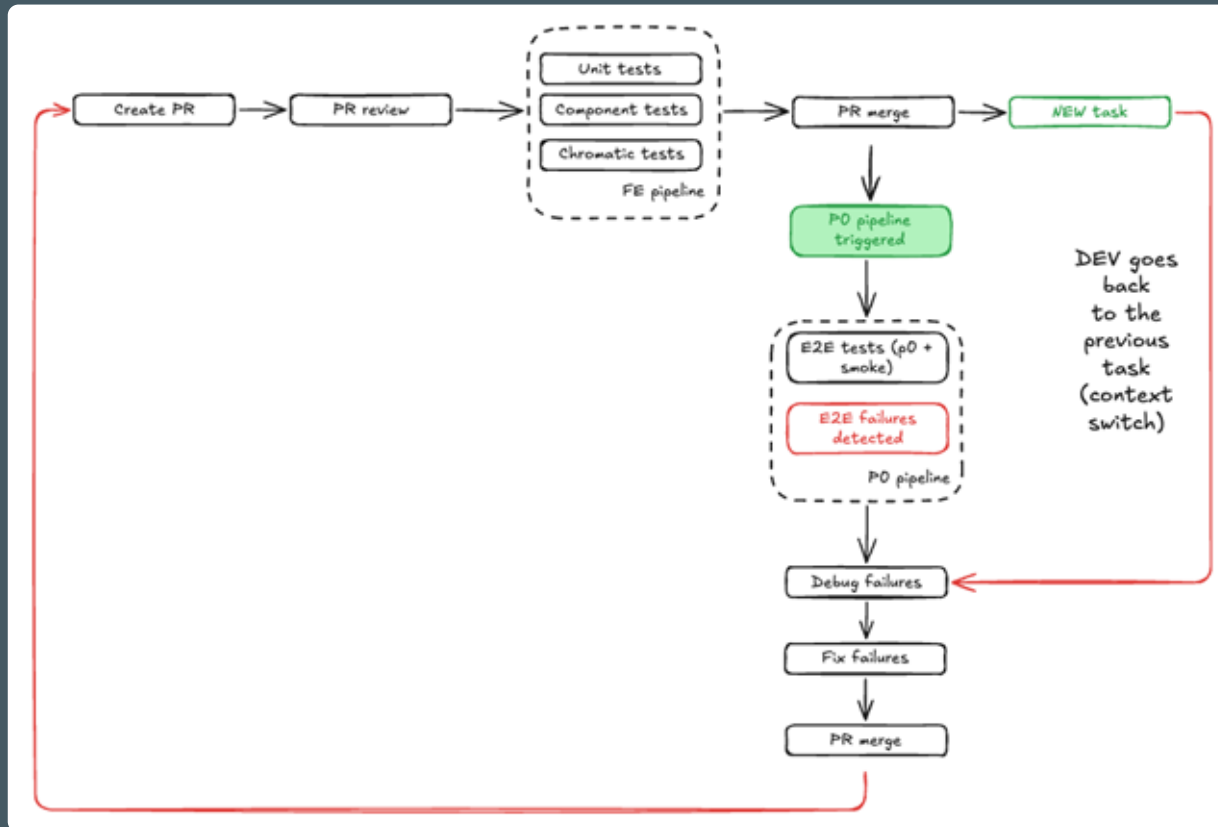 Create PR
PR review
Unit tests
Component tests
Chromatic tests
FE pipeline
PR merge
NEW task
P0 pipeline
triggered
E2E tests (p0 +
smoke)
E2E failures
detected
P0 pipeline
DEV goes
back
to the
previous
task
(context
switch)
Debug failures
Fix failures
PR merge